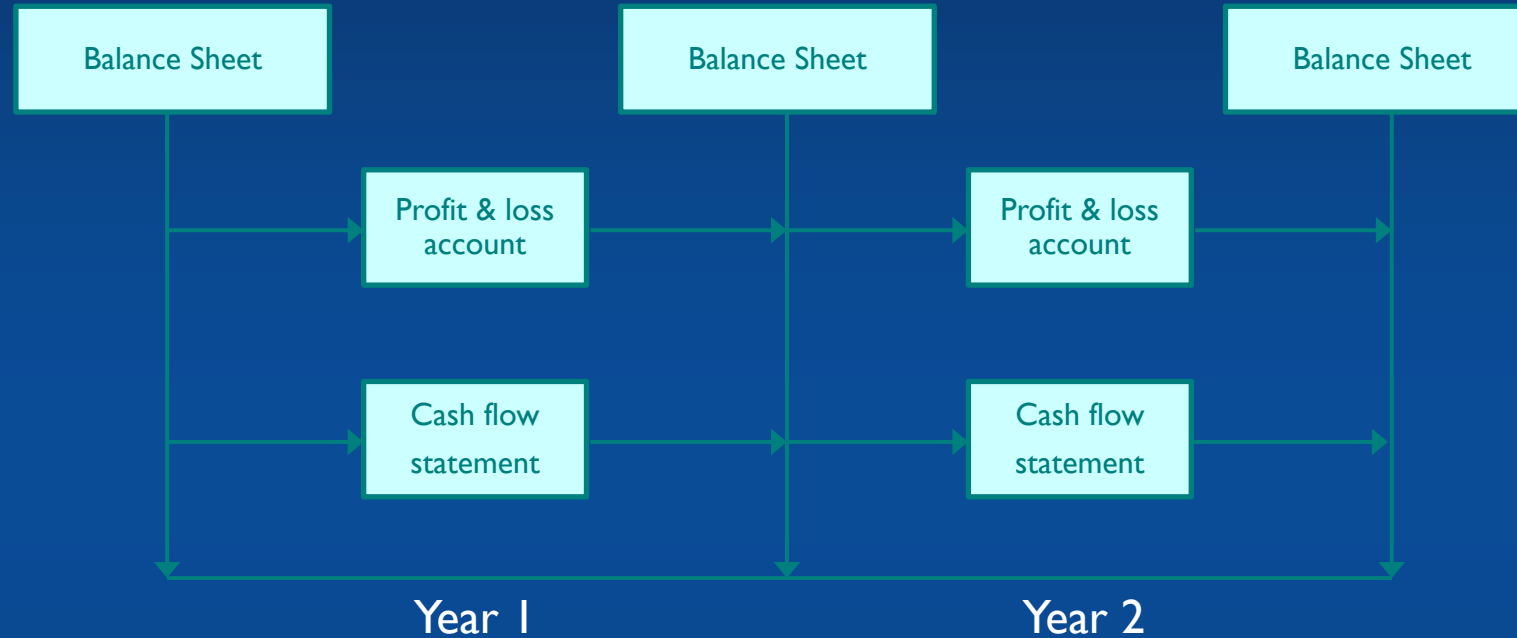 Balance Sheet
Balance Sheet
Balance Sheet
Profit & loss
account
Profit & loss
account
Cash flow
statement
Cash flow
statement
Year 1
Year 2